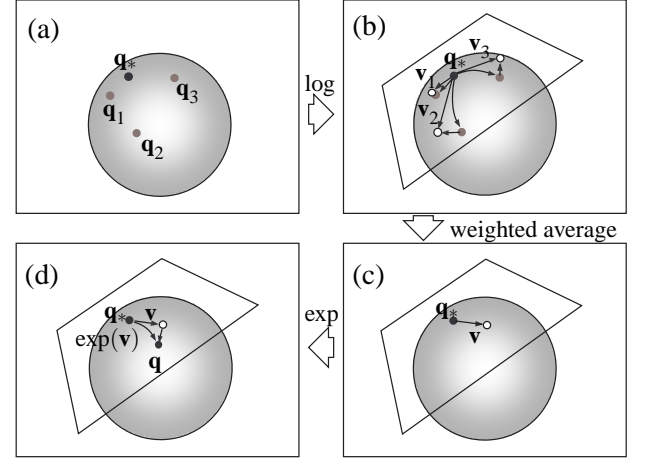 (a)
q*
q1
q3
q2
log
(b)
q*
v3
v1
v2
weighted average
(d)
q* v
exp(v)
q
exp
(c)
q*
v